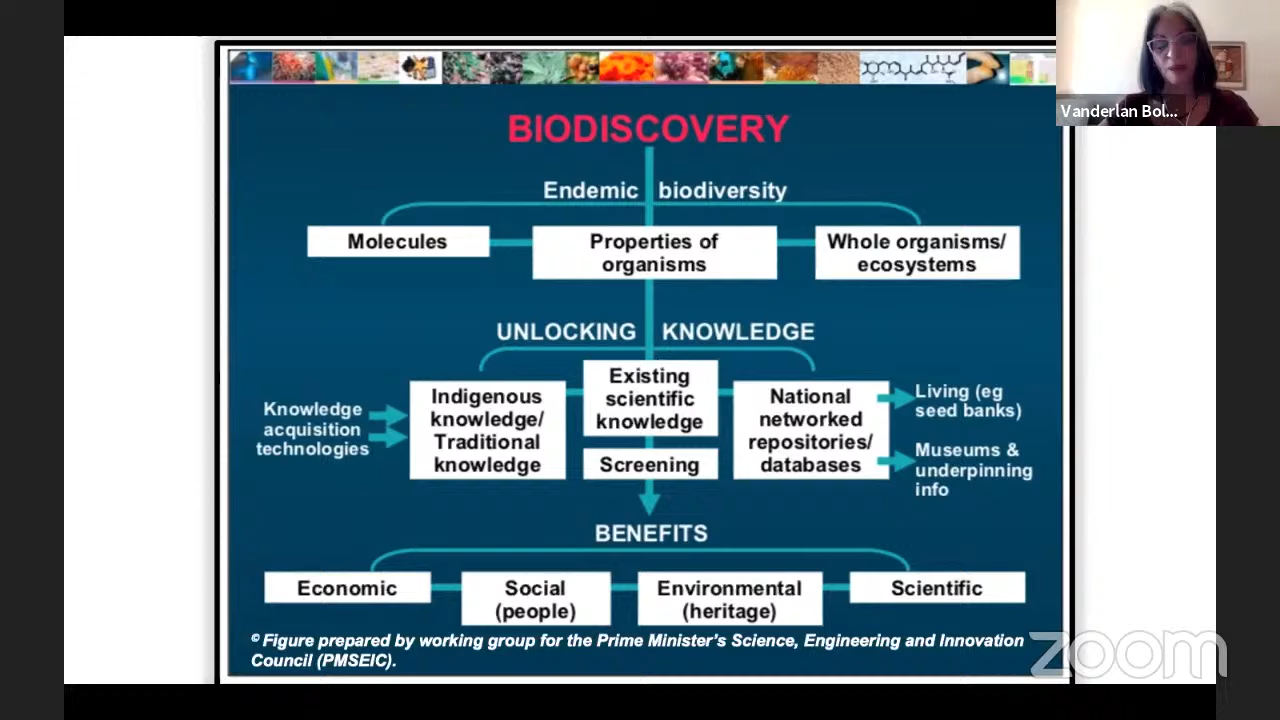 Vanderlan Bol...
BIODISCOVERY
Endemic biodiversity
Molecules
Properties of
organisms
Whole organisms/
ecosystems
UNLOCKING KNOWLEDGE
Knowledge
acquisition
technologies
Indigenous
knowledge/
Traditional
knowledge
Existing
scientific
knowledge
Screening
National
networked
repositories/
databases
Living (eg
seed banks)
Museums &
underpinning
info
BENEFITS
Economic
Social
(people)
Environmental
(heritage)
Scientific
© Figure prepared by working group for the Prime Minister's Science, Engineering and Innovation
Council (PMSEIC).
zoom